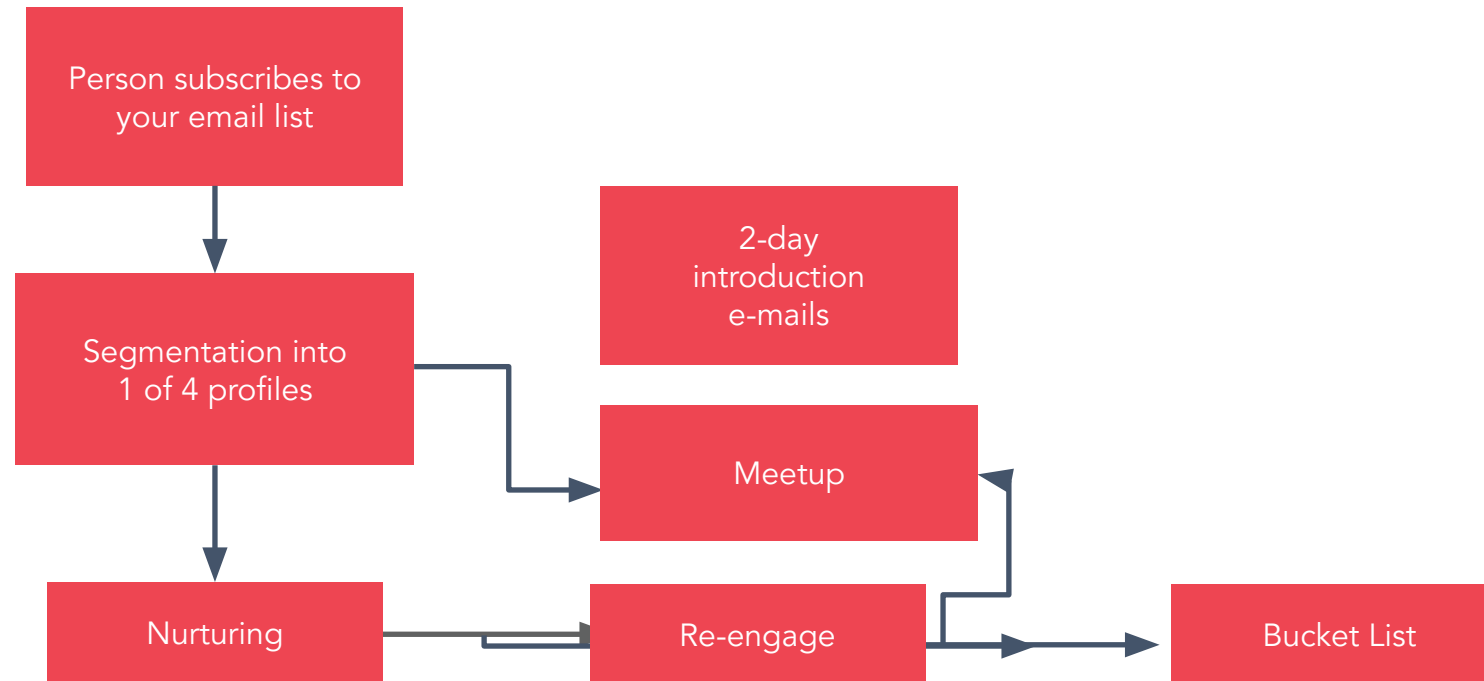 Person subscribes to
your email list
2-day
introduction
e-mails
Segmentation into
1 of 4 profiles
Meetup
Nurturing
Re-engage
Bucket List